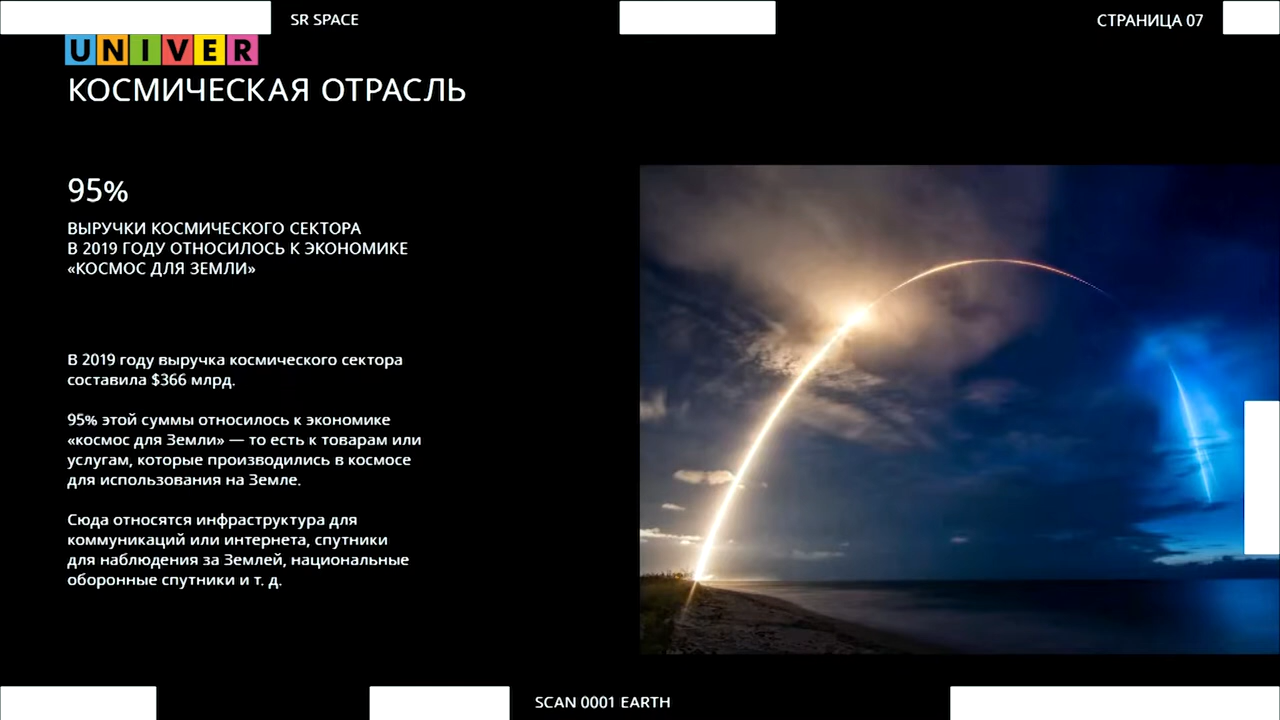 SR SPACE
СТРАНИЦА 07
UNIVER
КОСМИЧЕСКАЯ ОТРАСЛЬ
95%
ВЫРУЧКИ КОСМИЧЕСКОГО СЕКТОРА
В 2019 ГОДУ ОТНОСИЛОСЬ К ЭКОНОМИКЕ
«КОСМОС ДЛЯ ЗЕМЛИ»
В 2019 году выручка космического сектора
составила $366 млрд.
95% этой суммы относилось к экономике
«космос для Земли» — то есть к товарам или
услугам, которые производились в космосе
для использования на Земле.
Сюда относятся инфраструктура для
коммуникаций или интернета, спутники
для наблюдения за Землей, национальные
оборонные спутники и т. д.
SCAN 0001 EARTH